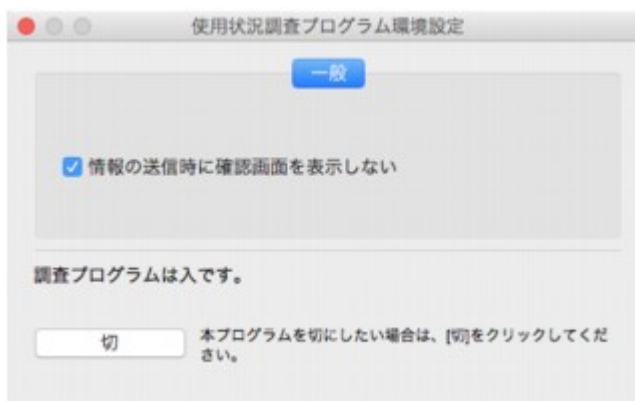 使用状況調査プログラム環境設定
一般
情報の送信時に確認画面を表示しない
調査プログラムは入です。
切
本プログラムを切にしたい場合は、[切]をクリックしてくだ
さい。